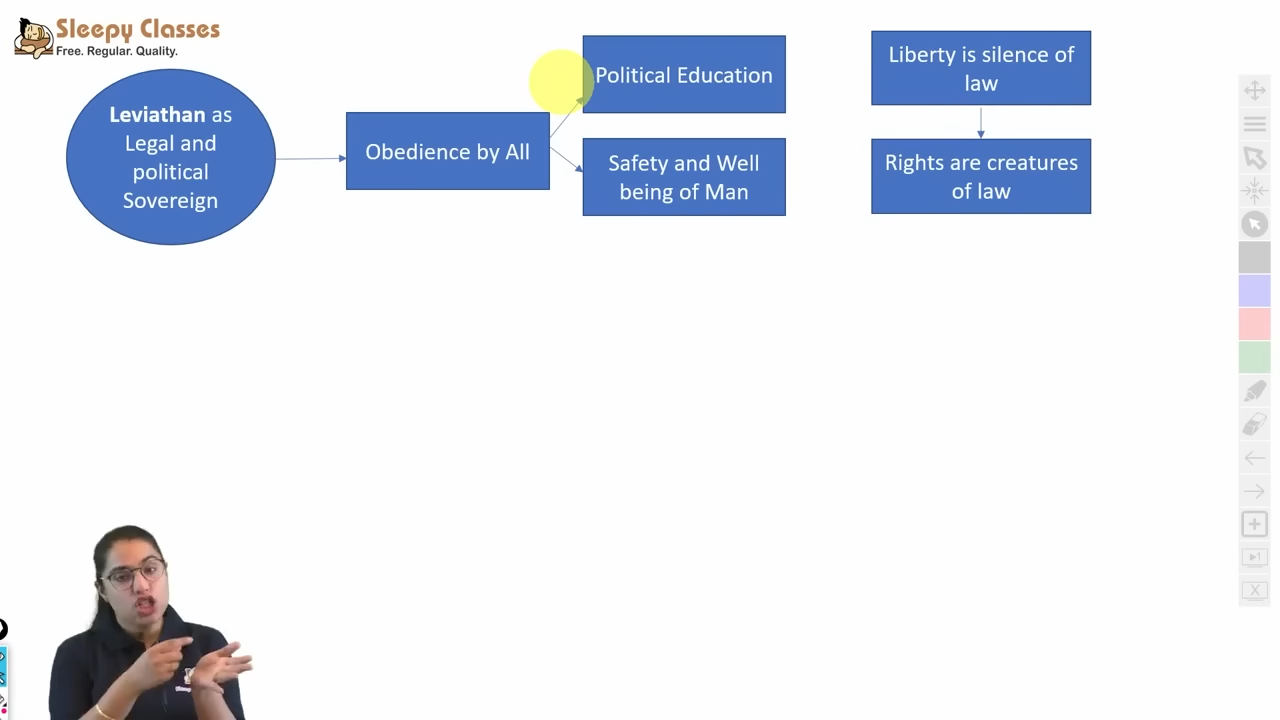 Sleepy Classes
Free. Regular. Quality.
Leviathan as
Legal and
political
Sovereign
Obedience by All
Political Education
Safety and Well
being of Man
Liberty is silence of
law
Rights are creatures
of law